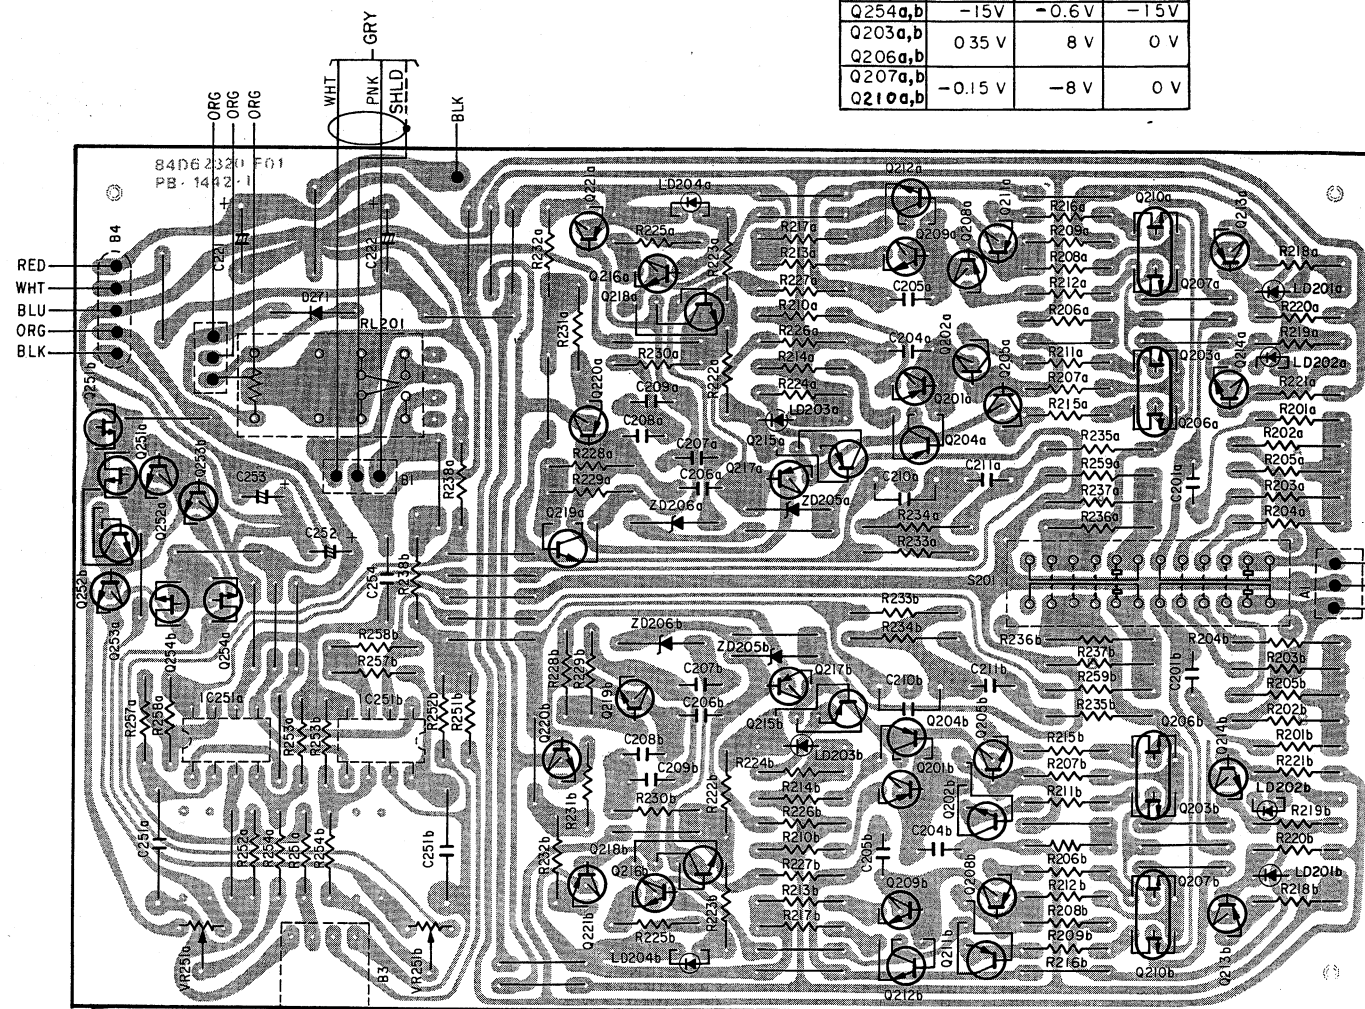 Q254a,b -15V -0.6V -15V
Q203a,b
Q206a,b 0 35 V 8 V 0 V
Q207a,b
Q210a,b -0.15 V -8 V 0 V
GRY
WHT PNK SHLD
ORG ORG ORG BLK
84D62320 F01
PB-1442-1
B4
RED
WHT
BLU
ORG
BLK
C221 C222
D271
RL201
B1
Q251b Q251a Q253b
Q252a
C253
C252
C254
R238a
R238b
Q252b
Q253a Q254b Q254a
R258b
R257b
IC251a IC251b
R257a R258a R253a R253b R252b R251b
C251a R252a R254a R251a R254b C251b
VR251a B3 VR251b
Q221a LD204a
R232a R225a R223a
Q216a
Q218a
R231a
R230a R222a
Q220a C209a
C208a
C207a
C206a
R228a
R229a
Q219a
ZD206a
R217a
R213a
R227a
R210a
R226a
R214a
R224a
LD203a
Q215a
Q217a
ZD205a
Q212a
Q209a Q208a Q211a
C205a
C204a Q202a
Q205a
Q201a
Q204a
C210a C211a
R234a
R233a
R216a
R209a
R208a
R212a
R206a
R211a
R207a
R215a
R235a
R259a
R237a
R236a
Q210a
Q207a
Q203a
Q206a
C201a
Q213a
Q214a
R218a
LD201a
R220a
R219a
LD202a
R221a
R201a
R202a
R205a
R203a
R204a
S201
A
R233b
R234b
ZD206b
ZD205b
R228b R229b
Q219b
C207b
C206b
Q217b
Q215b
C210b C211b
Q220b
C208b
C209b
R230b
R231b
R222b
R232b
Q218b
Q216b
R223b
Q221b
R225b
LD204b
LD203b
R224b
R214b
R226b
R210b
R227b
R213b
R217b
Q204b Q205b
Q201b Q202b
C204b
C205b
Q209b Q208b
Q211b
Q212b
R236b
R237b
R259b
R235b
R215b
R207b
R211b
R206b
R212b
R208b
R209b
R216b
Q206b
Q203b
Q207b
Q210b
C201b
R204b
R203b
R205b
R202b
R201b
R221b
Q214b
LD202b
R219b
R220b
LD201b
R218b
Q213b